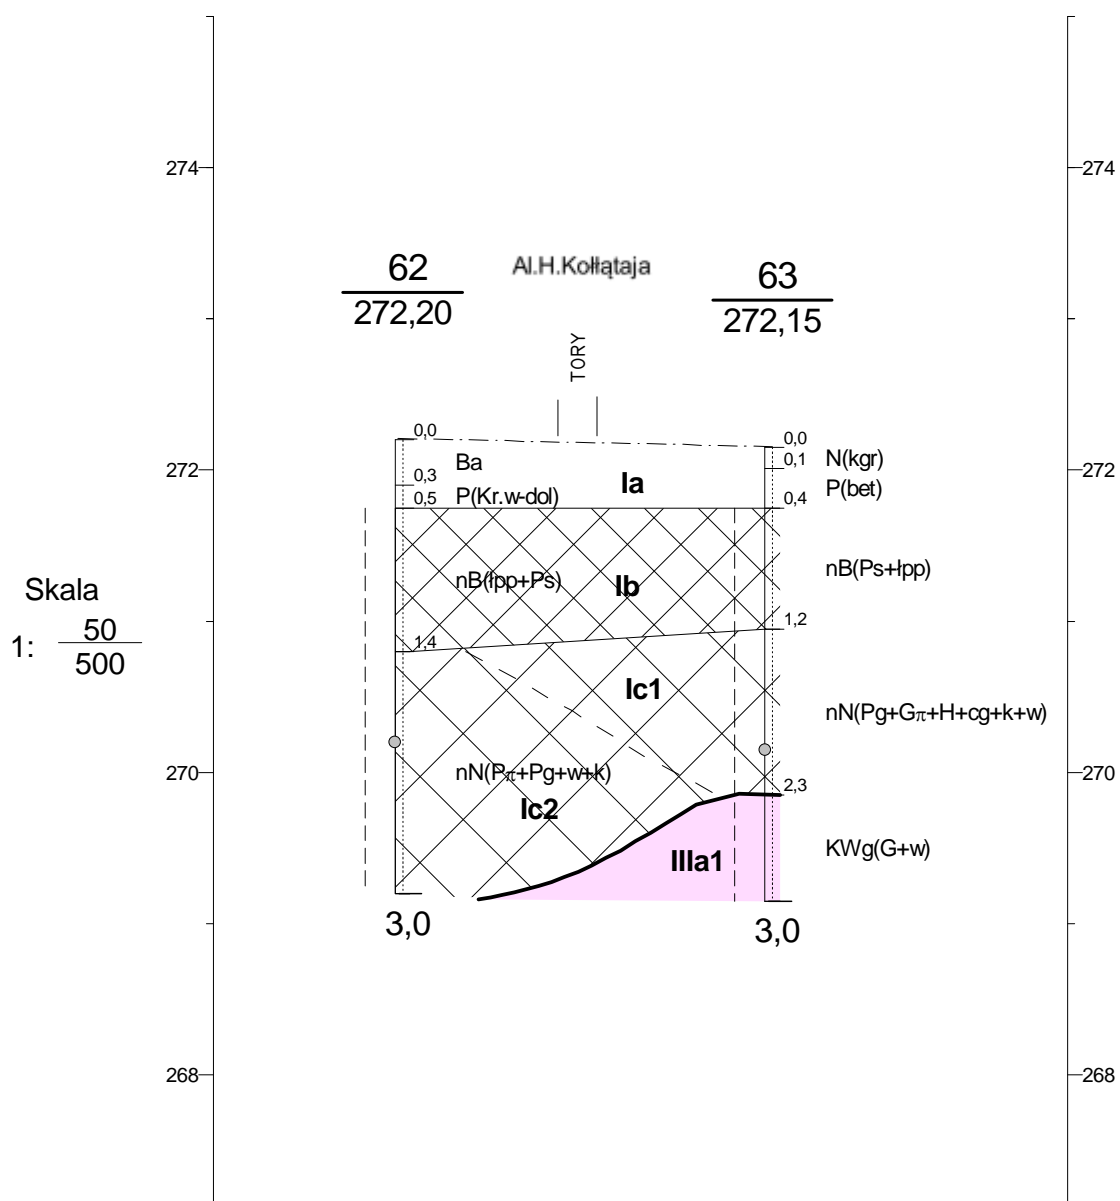 274
274
62
Al.H.Kołłątaja
63
272,20
272,15
TORY
0,0
0,0
Ba
0,1
N(kgr)
272
272
0,3
Ia
P(bet)
0,5
P(Kr.w-dol)
0,4
nB(łpp+Ps)
Ib
nB(Ps+łpp)
Skala
1: 50
500
1,4
1,2
Ic1
nN(Pg+Gπ+H+cg+k+w)
270
nN(Pπ+Pg+w+k)
270
2,3
Ic2
IIIa1
KWg(G+w)
3,0
3,0
268
268